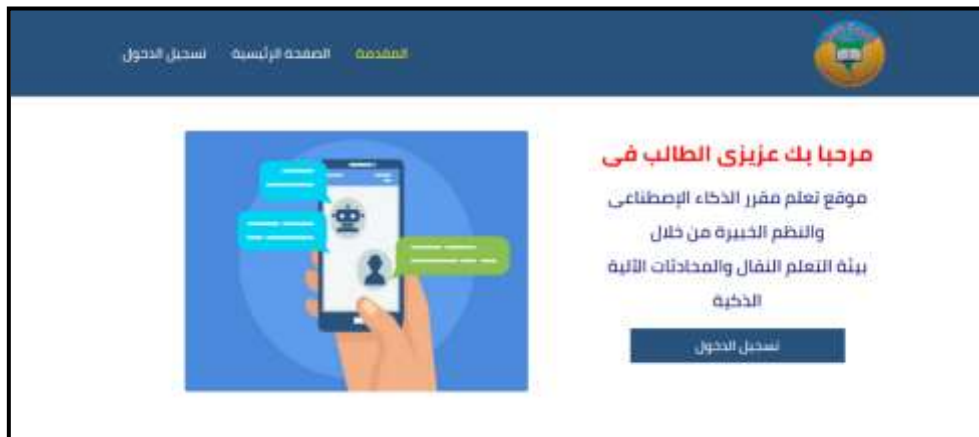 المقدمة الصفحة الرئيسية تسجيل الدخول
مرحبا بك عزيزى الطالب فى
موقع تعلم مقرر الذكاء الإصطناعى
والنظم الخبيرة من خلال
بيئة التعلم النقال والمحادثات الآلية
الذكية
تسجيل الدخول